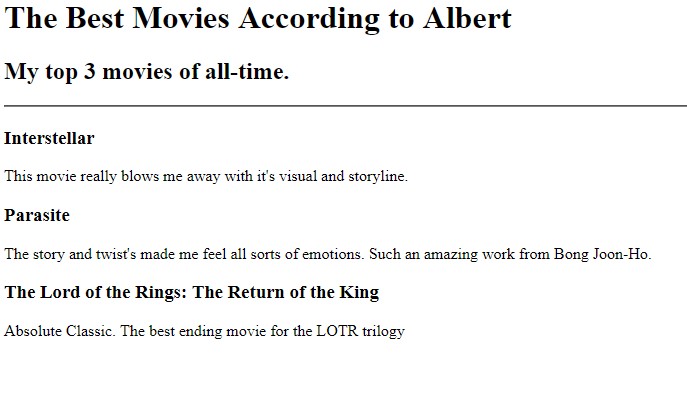 The Best Movies According to Albert
My top 3 movies of all-time.
Interstellar
This movie really blows me away with it's visual and storyline.
Parasite
The story and twist's made me feel all sorts of emotions. Such an amazing work from Bong Joon-Ho.
The Lord of the Rings: The Return of the King
Absolute Classic. The best ending movie for the LOTR trilogy